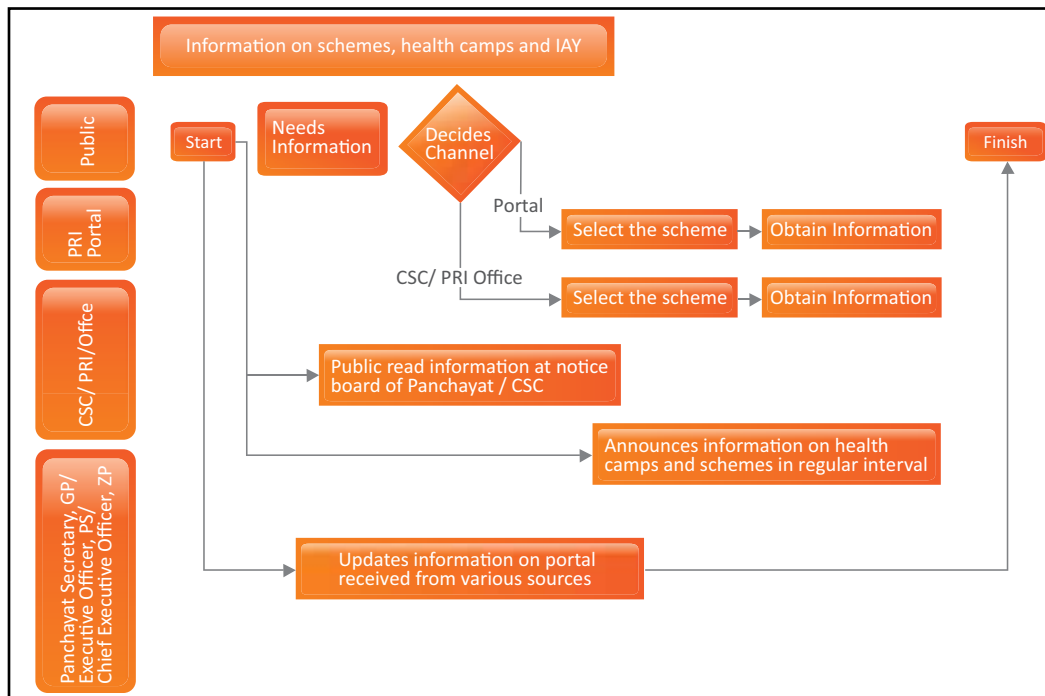 Information on schemes, health camps and IAY
Public
Start
Needs
Information
Decides
Channel
Finish
PRI
Portal
Portal
Select the scheme
Obtain Information
CSC/ PRI/Offce
CSC/ PRI Office
Select the scheme
Obtain Information
Public read information at notice
board of Panchayat / CSC
Announces information on health
camps and schemes in regular interval
Panchayat Secretary, GP/
Executive Officer, PS/
Chief Executive Officer, ZP
Updates information on portal
received from various sources